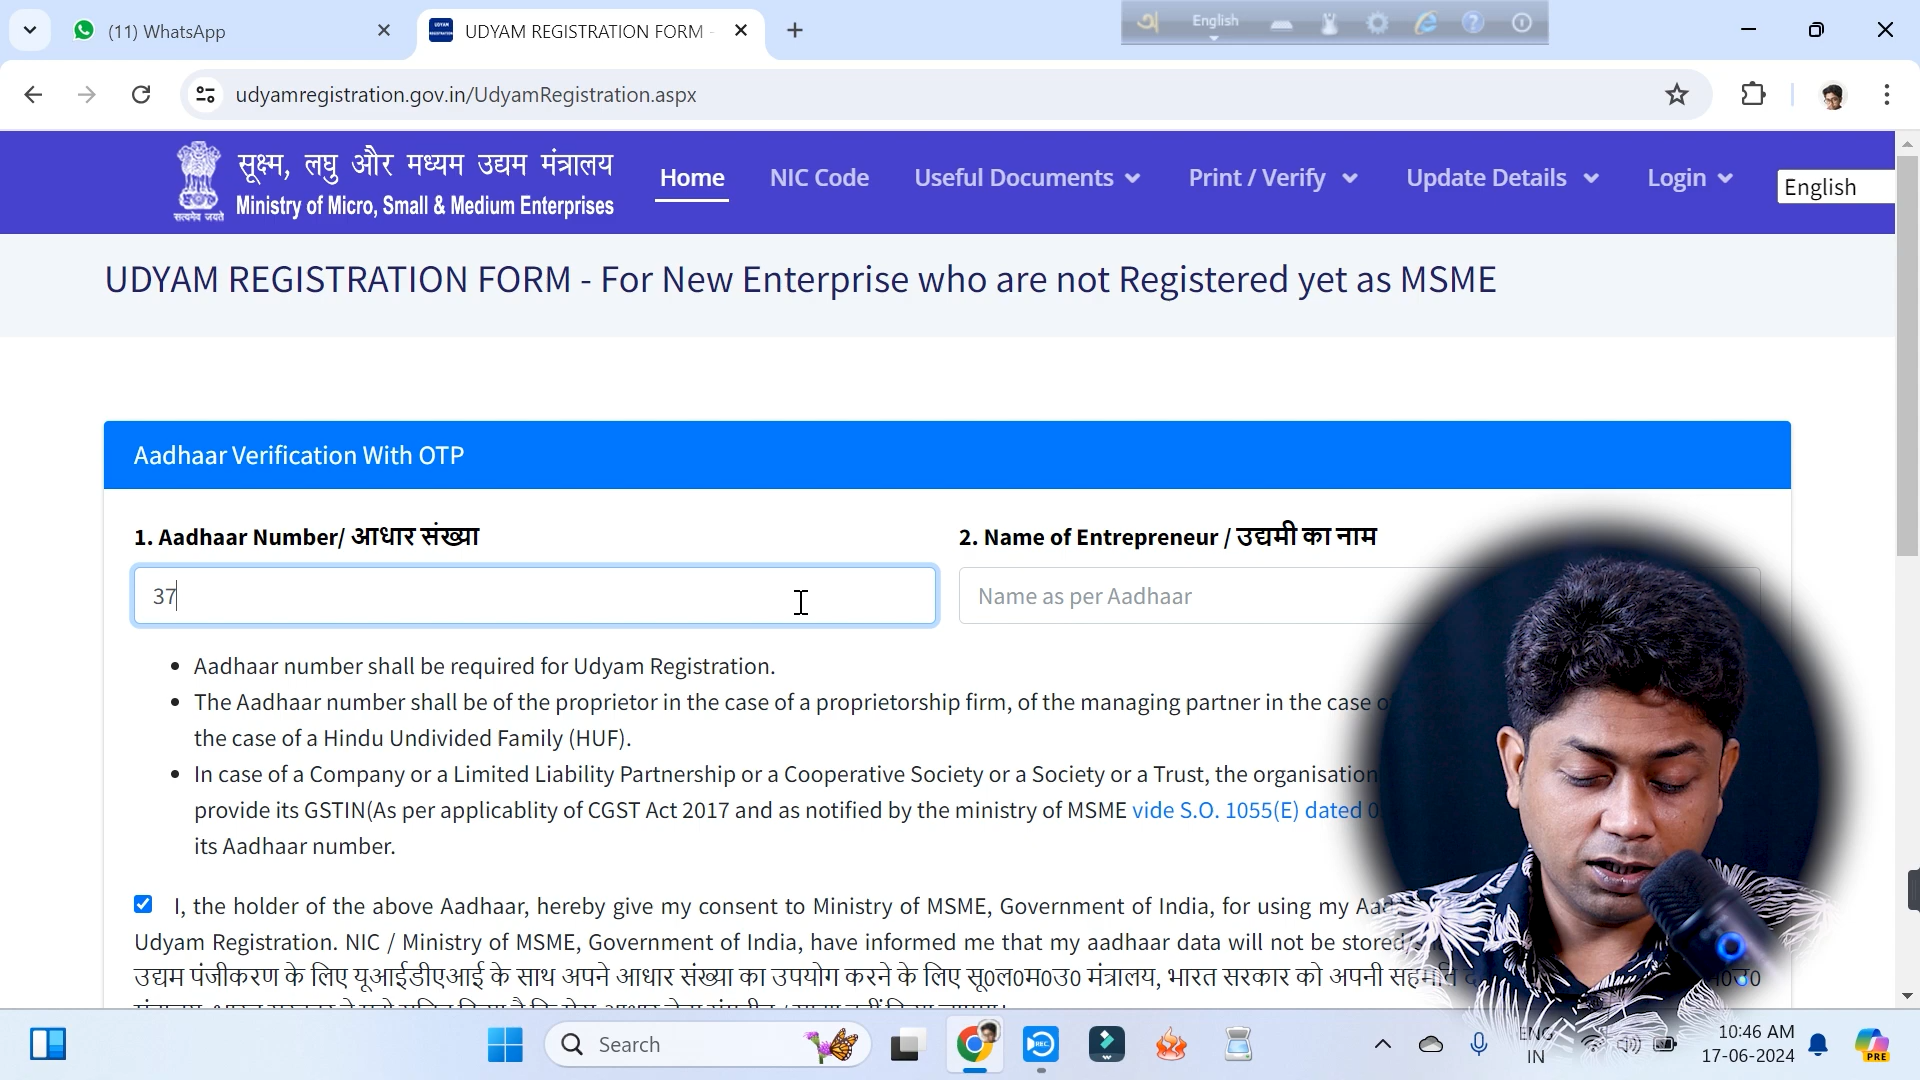 (11) WhatsApp
UDYAM REGISTRATION FORM -
English
udyamregistration.gov.in/UdyamRegistration.aspx
सूक्ष्म, लघु और मध्यम उद्यम मंत्रालय
Ministry of Micro, Small & Medium Enterprises
सत्यमेव जयते
Home
NIC Code
Useful Documents
Print / Verify
Update Details
Login
English
UDYAM REGISTRATION FORM - For New Enterprise who are not Registered yet as MSME
Aadhaar Verification With OTP
1. Aadhaar Number/ आधार संख्या
2. Name of Entrepreneur / उद्यमी का नाम
37
Name as per Aadhaar
• Aadhaar number shall be required for Udyam Registration.
• The Aadhaar number shall be of the proprietor in the case of a proprietorship firm, of the managing partner in the case
the case of a Hindu Undivided Family (HUF).
• In case of a Company or a Limited Liability Partnership or a Cooperative Society or a Society or a Trust, the organisation
provide its GSTIN(As per applicablity of CGST Act 2017 and as notified by the ministry of MSME vide S.O. 1055(E) dated
its Aadhaar number.
I, the holder of the above Aadhaar, hereby give my consent to Ministry of MSME, Government of India, for using my
Udyam Registration. NIC / Ministry of MSME, Government of India, have informed me that my aadhaar data will not be stored
उद्यम पंजीकरण के लिए यूआईडीएआई के साथ अपने आधार संख्या का उपयोग करने के लिए सू0ल0म0उ0 मंत्रालय, भारत सरकार को अपनी सहमति
Search
REC
ENG
IN
10:46 AM
17-06-2024
PRE